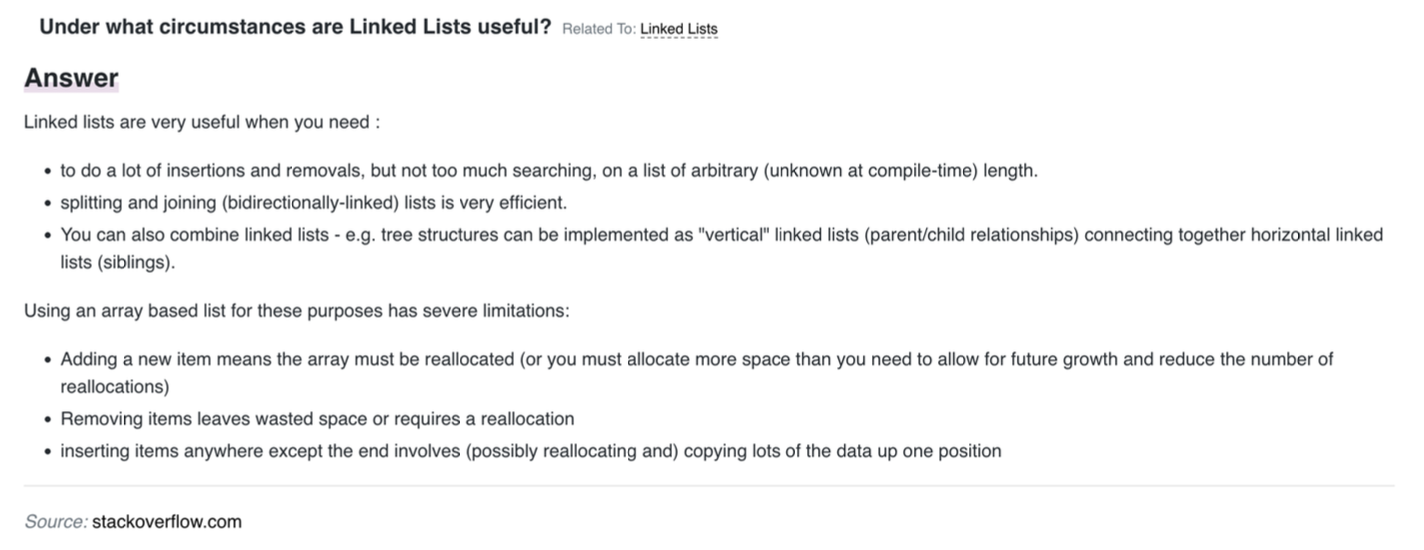 Under what circumstances are Linked Lists useful? Related To: Linked Lists
Answer
Linked lists are very useful when you need :
• to do a lot of insertions and removals, but not too much searching, on a list of arbitrary (unknown at compile-time) length.
• splitting and joining (bidirectionally-linked) lists is very efficient.
• You can also combine linked lists - e.g. tree structures can be implemented as "vertical" linked lists (parent/child relationships) connecting together horizontal linked
lists (siblings).
Using an array based list for these purposes has severe limitations:
• Adding a new item means the array must be reallocated (or you must allocate more space than you need to allow for future growth and reduce the number of
reallocations)
• Removing items leaves wasted space or requires a reallocation
• inserting items anywhere except the end involves (possibly reallocating and) copying lots of the data up one position
Source: stackoverflow.com